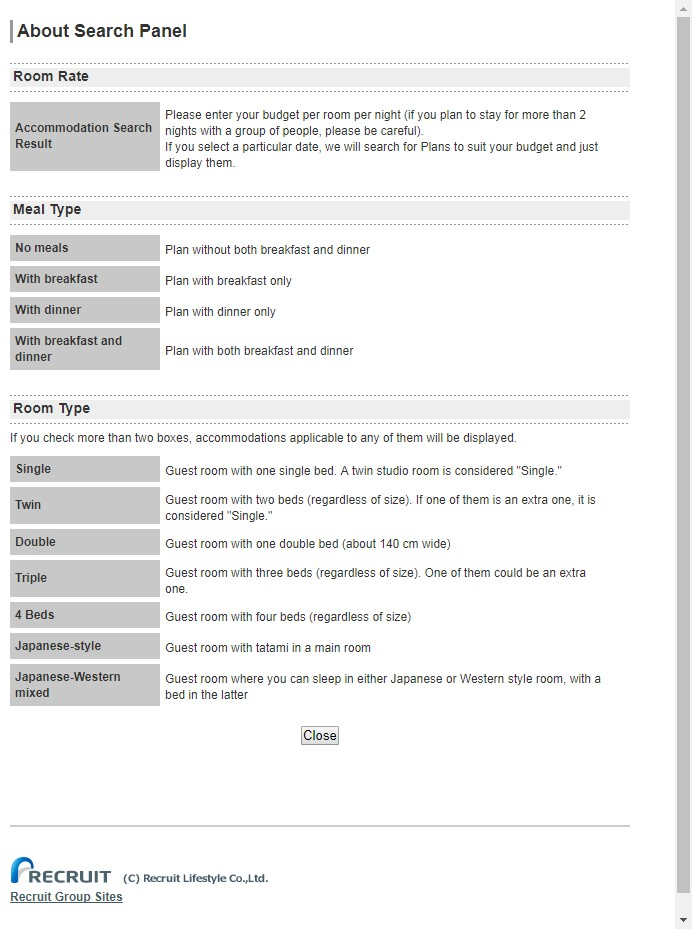 About Search Panel
Room Rate
Accommodation Search
Result
Please enter your budget per room per night (if you plan to stay for more than 2
nights with a group of people, please be careful).
If you select a particular date, we will search for Plans to suit your budget and just
display them.
Meal Type
No meals
Plan without both breakfast and dinner
With breakfast
Plan with breakfast only
With dinner
Plan with dinner only
With breakfast and
dinner
Plan with both breakfast and dinner
Room Type
If you check more than two boxes, accommodations applicable to any of them will be displayed.
Single
Guest room with one single bed. A twin studio room is considered "Single."
Twin
Guest room with two beds (regardless of size). If one of them is an extra one, it is
considered "Single."
Double
Guest room with one double bed (about 140 cm wide)
Triple
Guest room with three beds (regardless of size). One of them could be an extra
one.
4 Beds
Guest room with four beds (regardless of size)
Japanese-style
Guest room with tatami in a main room
Japanese-Western
mixed
Guest room where you can sleep in either Japanese or Western style room, with a
bed in the latter
Close
RECRUIT (C) Recruit Lifestyle Co.,Ltd.
Recruit Group Sites